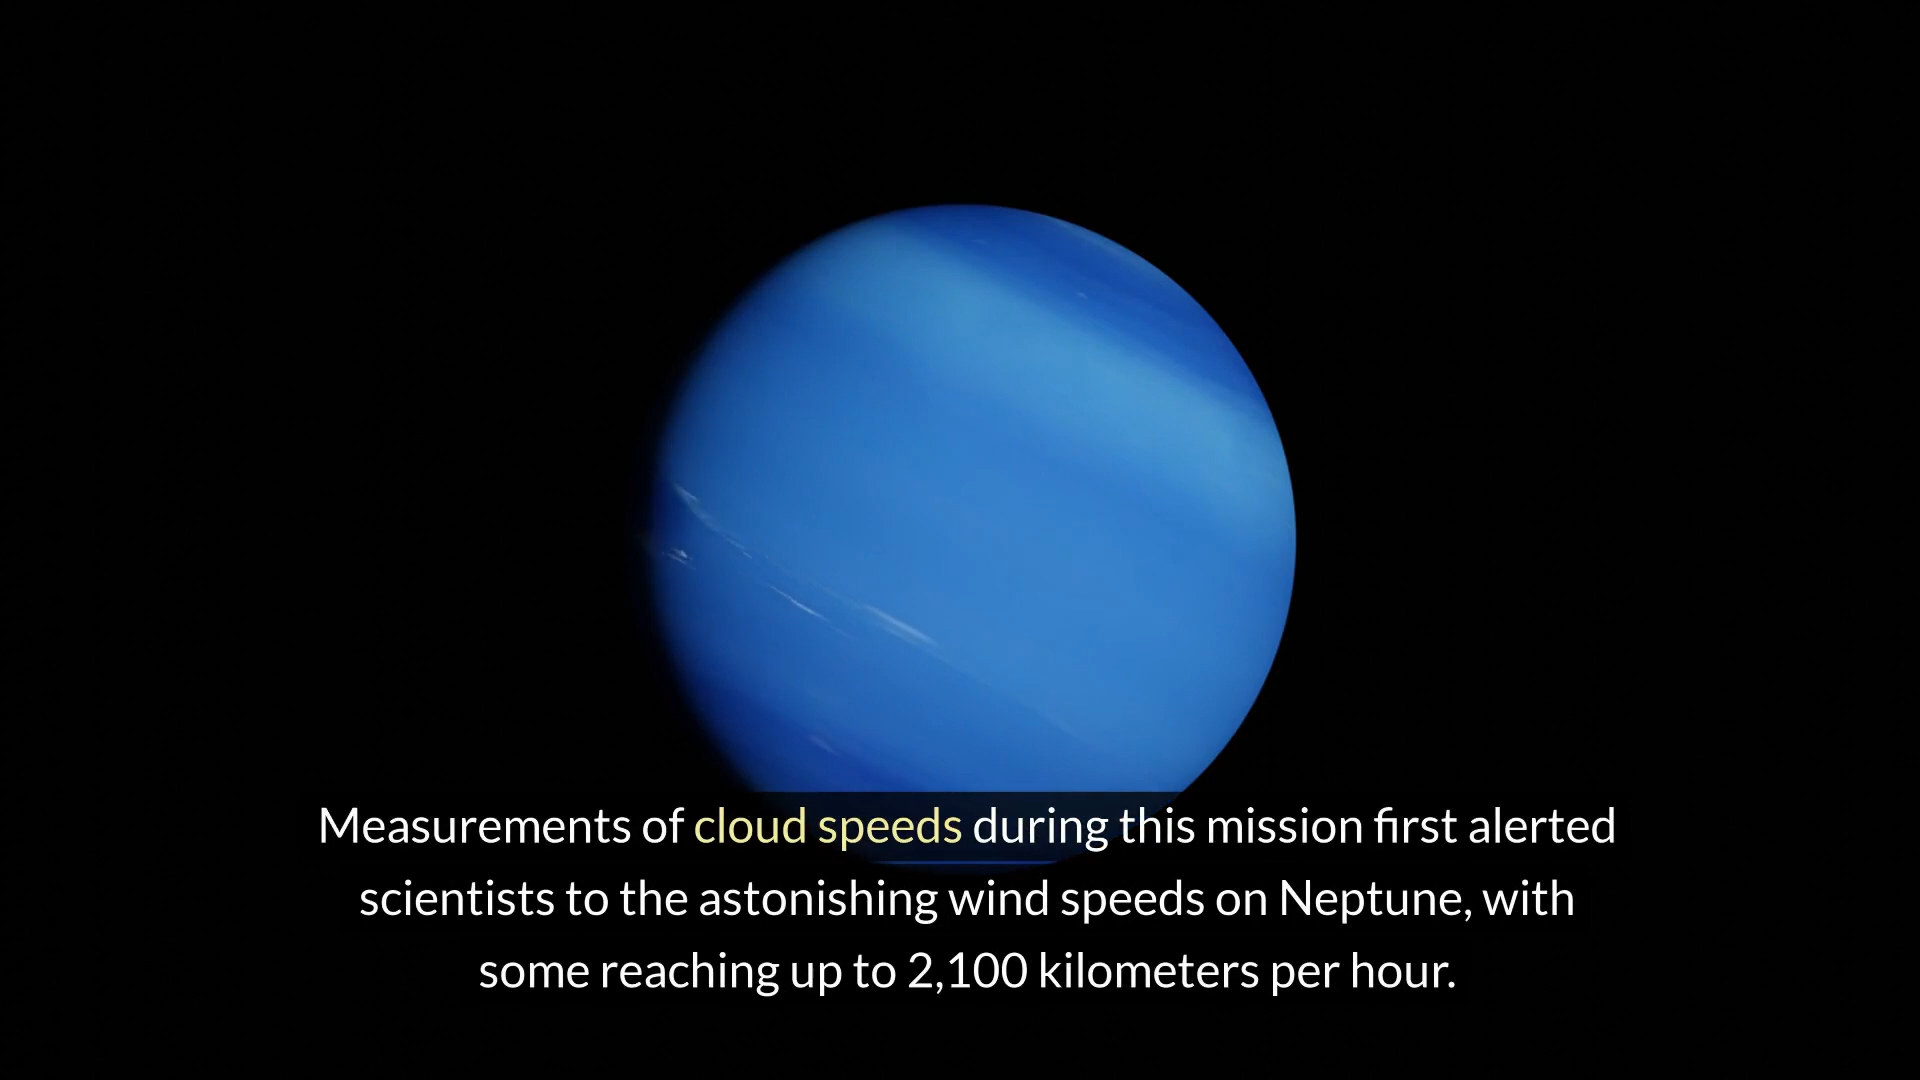 Measurements of cloud speeds during this mission first alerted
scientists to the astonishing wind speeds on Neptune, with
some reaching up to 2,100 kilometers per hour.